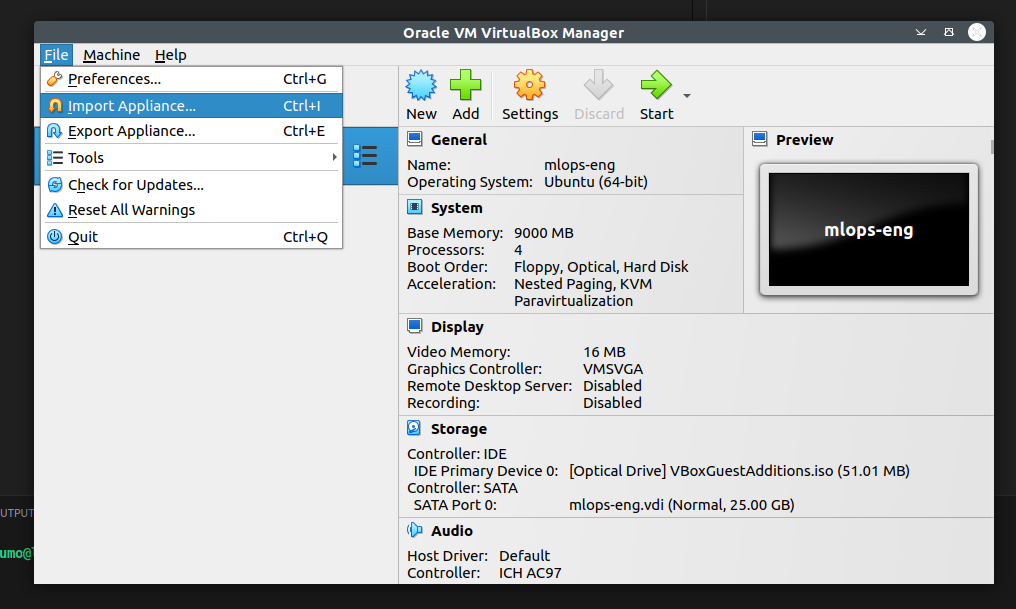 Oracle VM VirtualBox Manager
File Machine Help
Preferences... Ctrl+G
Import Appliance... Ctrl+I
Export Appliance... Ctrl+E
Tools
Check for Updates...
Reset All Warnings
Quit Ctrl+Q
New Add Settings Discard Start
General
Name: mlops-eng
Operating System: Ubuntu (64-bit)
System
Base Memory: 9000 MB
Processors: 4
Boot Order: Floppy, Optical, Hard Disk
Acceleration: Nested Paging, KVM
Paravirtualization
Preview
mlops-eng
Display
Video Memory: 16 MB
Graphics Controller: VMSVGA
Remote Desktop Server: Disabled
Recording: Disabled
Storage
Controller: IDE
IDE Primary Device 0: [Optical Drive] VBoxGuestAdditions.iso (51.01 MB)
Controller: SATA
SATA Port 0: mlops-eng.vdi (Normal, 25.00 GB)
Audio
Host Driver: Default
Controller: ICH AC97
UTPUT
umo@